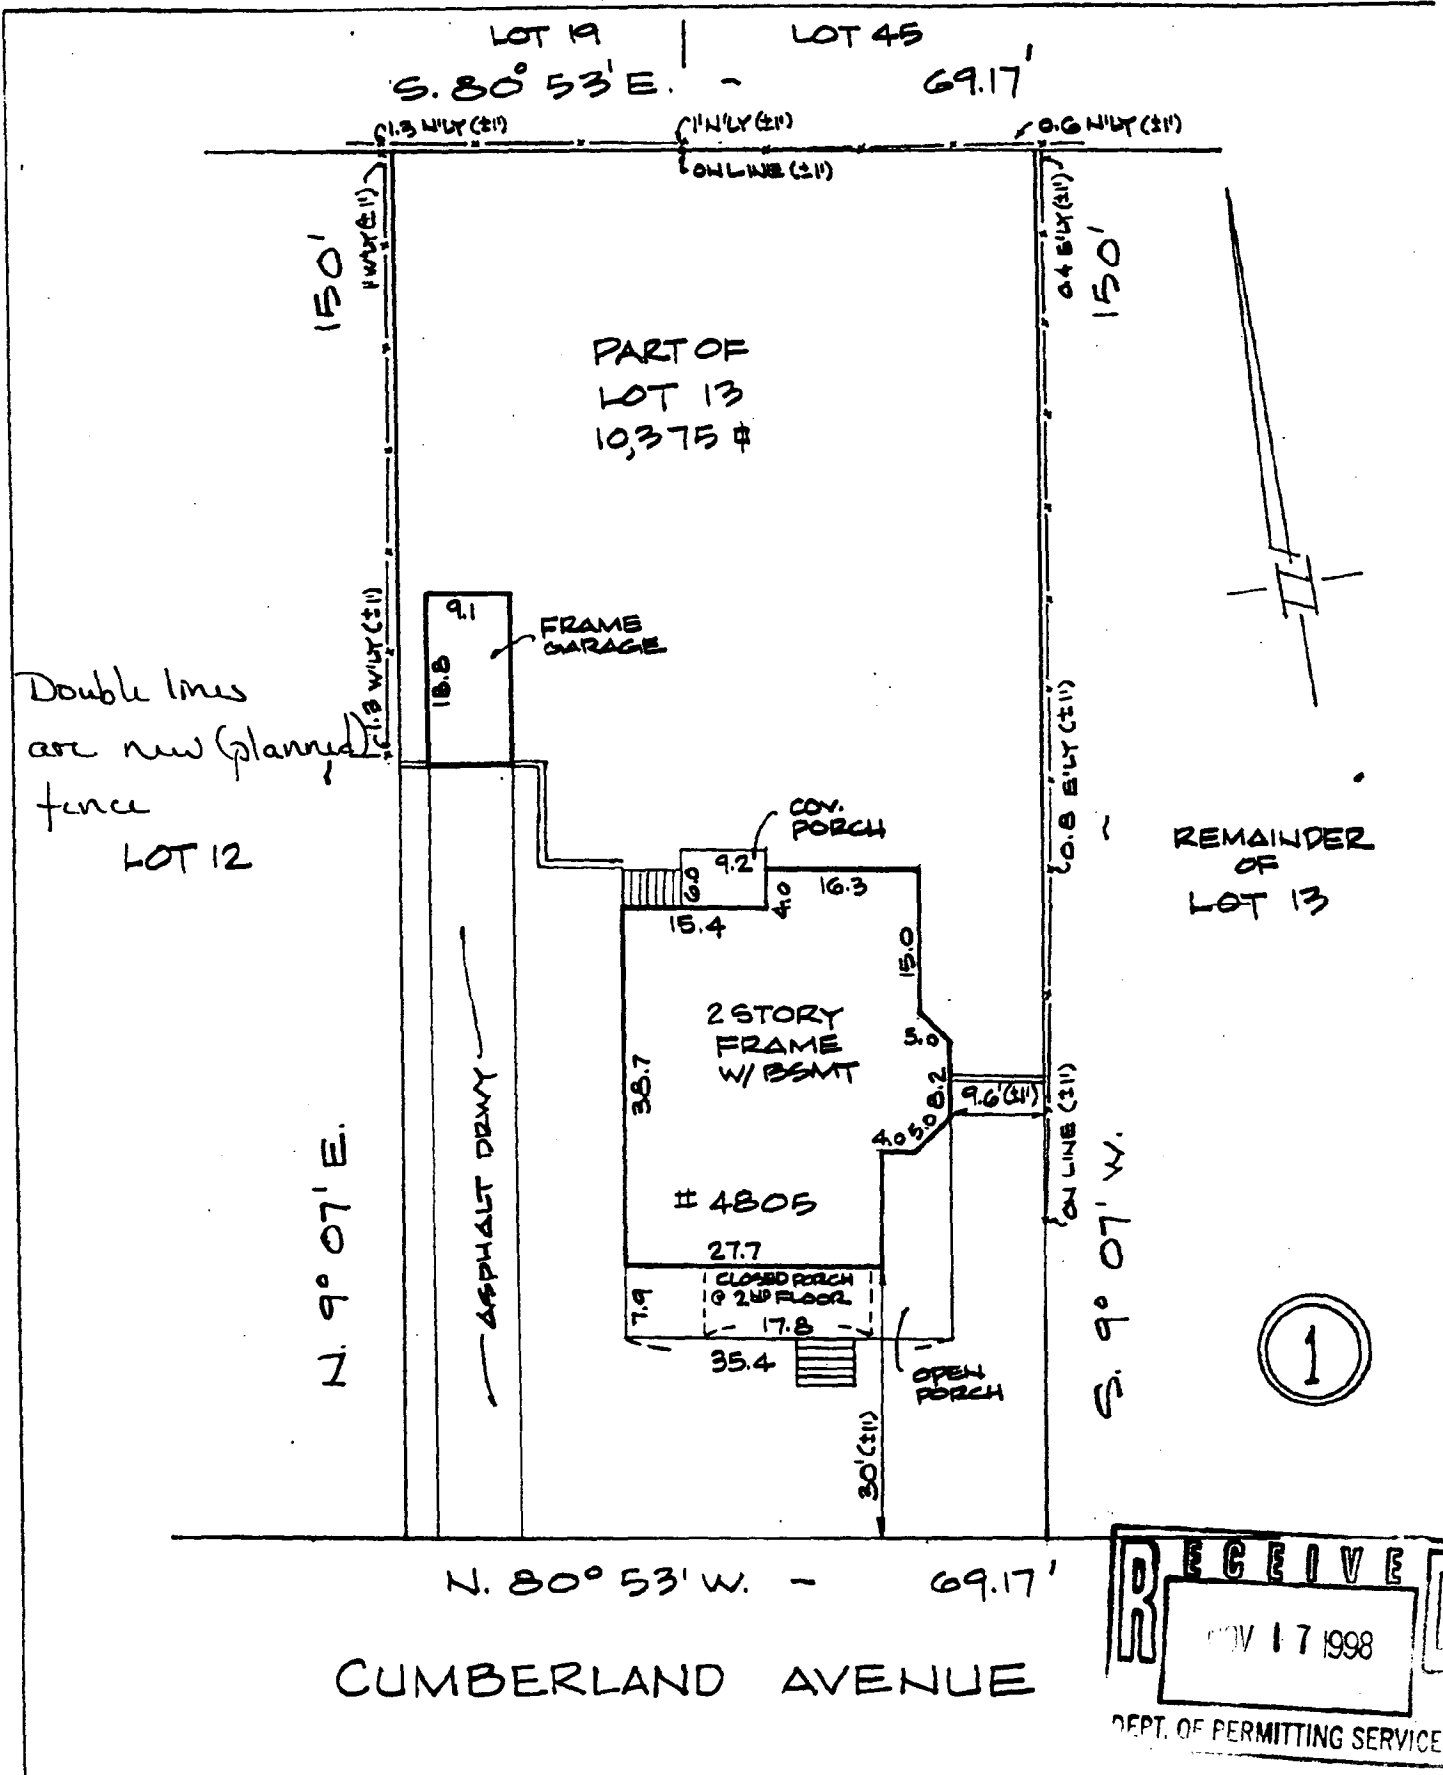 LOT 19 | LOT 45
S. 80° 53' E. - 69.17'
1.3 N'LY (±1')
1' N'LY (±1')
0.6 N'LY (±1')
ON LINE (±1')
1' W'LY (±1')
150'
0.4 E'LY (±1')
150'
PART OF
LOT 13
10,375 ⏍
9.1
18.8
FRAME
GARAGE
1.3 W'LY (±1')
Double lines
are new (planned)
fence
LOT 12
0.8 E'LY (±1')
COV.
PORCH
9.2'
6.0
4.0
16.3
15.4
REMAINDER
OF
LOT 13
15.0
2 STORY
FRAME
W/ BSMT
5.0
8.2
9.6' (±1')
5.0
4.0
38.7
ASPHALT DRWY
ON LINE (±1')
N. 9° 07' E.
S. 9° 07' W.
# 4805
27.7
CLOSED PORCH
@ 2ND FLOOR
7.9
17.8
35.4
OPEN
PORCH
30' (±1')
1
N. 80° 53' W. - 69.17'
CUMBERLAND AVENUE
RECEIVE
NOV 17 1998
DEPT. OF PERMITTING SERVICE